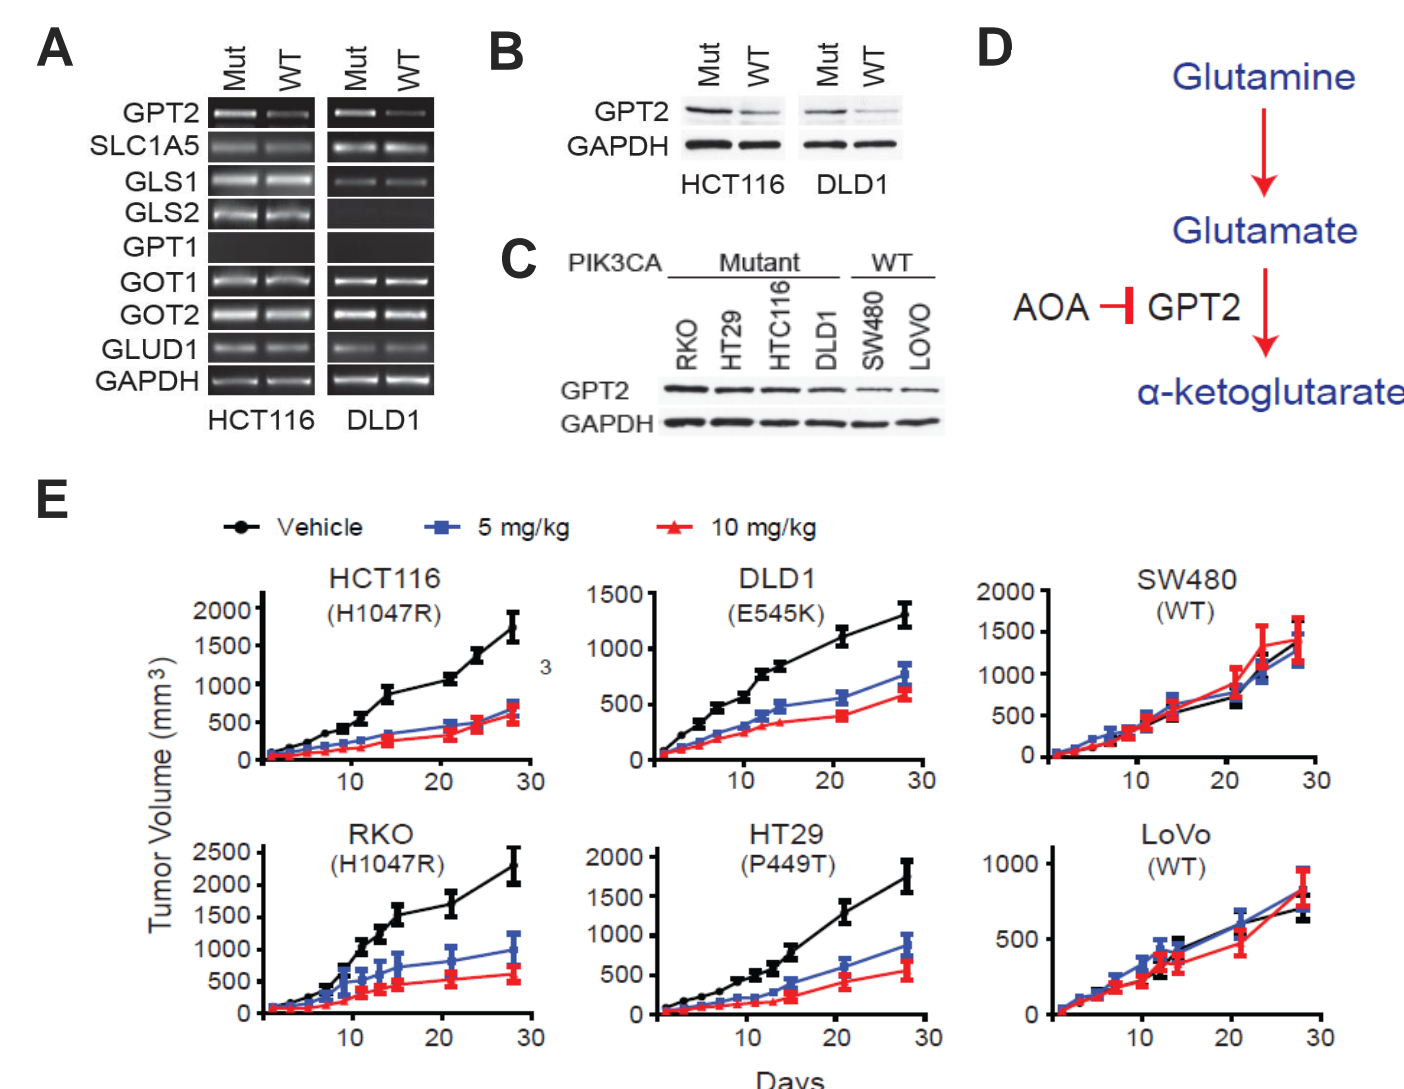 A
Mut WT Mut WT
GPT2
SLC1A5
GLS1
GLS2
GPT1
GOT1
GOT2
GLUD1
GAPDH
HCT116 DLD1
B
Mut WT Mut WT
GPT2
GAPDH
HCT116 DLD1
C
PIK3CA Mutant WT
RKO HT29 HTC116 DLD1 SW480 LOVO
GPT2
GAPDH
D
Glutamine
Glutamate
AOA GPT2
α-ketoglutarate
E
Vehicle 5 mg/kg 10 mg/kg
Tumor Volume (mm3)
HCT116
(H1047R)
2000
1500
1000
500
0
10 20 30
3
DLD1
(E545K)
1500
1000
500
0
10 20 30
SW480
(WT)
2000
1500
1000
500
0
10 20 30
RKO
(H1047R)
2500
2000
1500
1000
500
0
10 20 30
HT29
(P449T)
2000
1500
1000
500
0
10 20 30
LoVo
(WT)
1000
500
0
10 20 30
Days